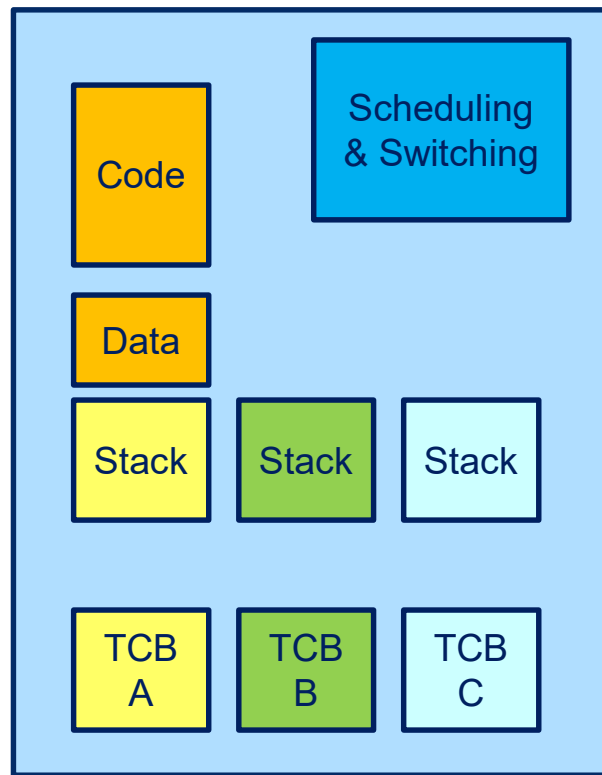 Scheduling
& Switching
Code
Data
Stack
Stack
Stack
TCB
A
TCB
B
TCB
C